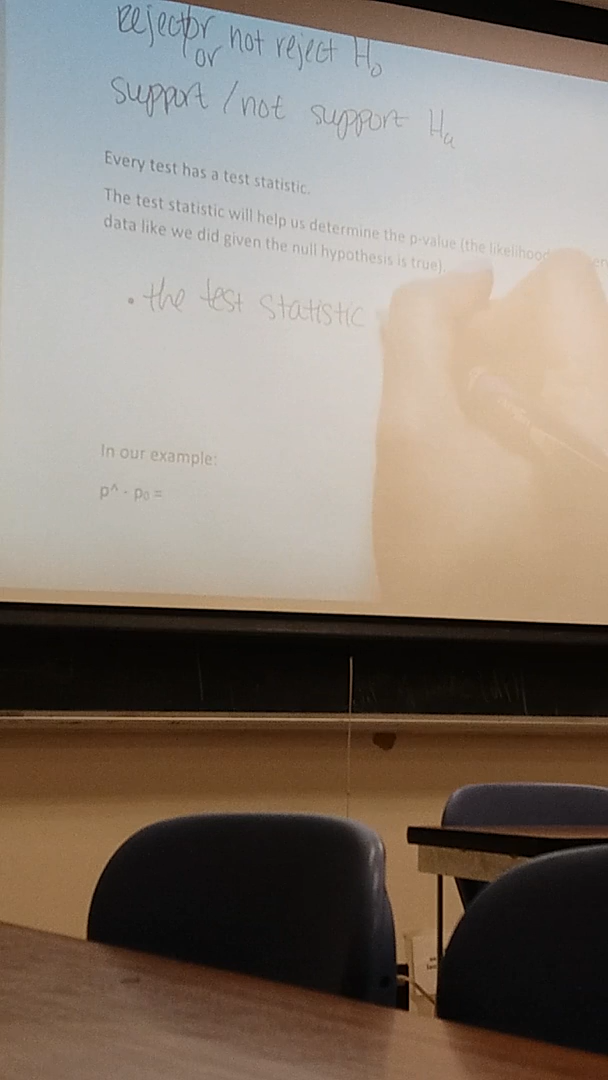 Reject or not reject H₀
or
support / not support Hₐ
Every test has a test statistic.
The test statistic will help us determine the p-value (the likelihood
data like we did given the null hypothesis is true).
• the test statistic
In our example:
p^ - p₀ =